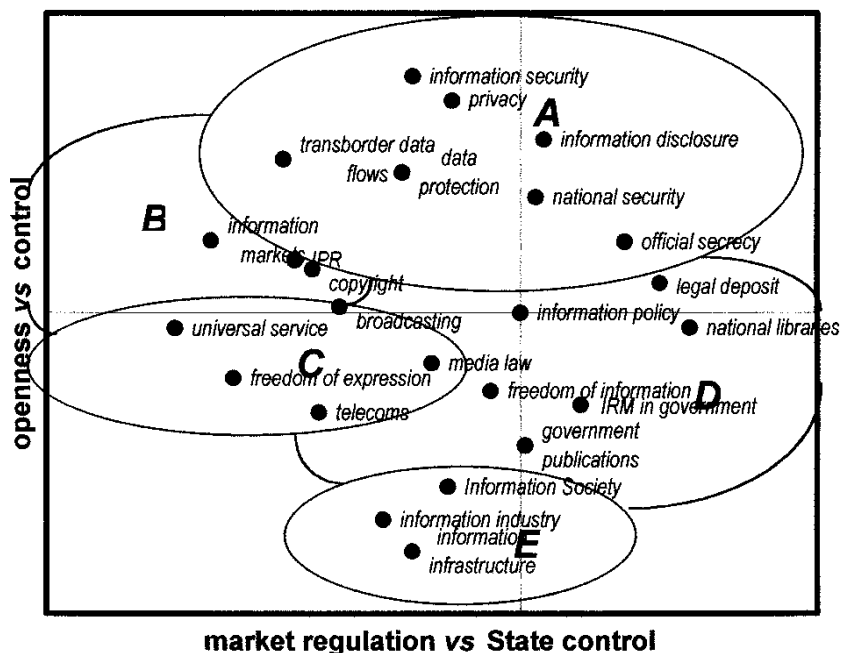 information security
privacy
A
information disclosure
transborder data
flows
data
protection
national security
B
information
markets
IPR
official secrecy
copyright
legal deposit
broadcasting
information policy
universal service
national libraries
C
media law
freedom of expression
freedom of information
D
IRM in government
telecoms
government
publications
Information Society
information industry
information
E
infrastructure
openness vs control
market regulation vs State control